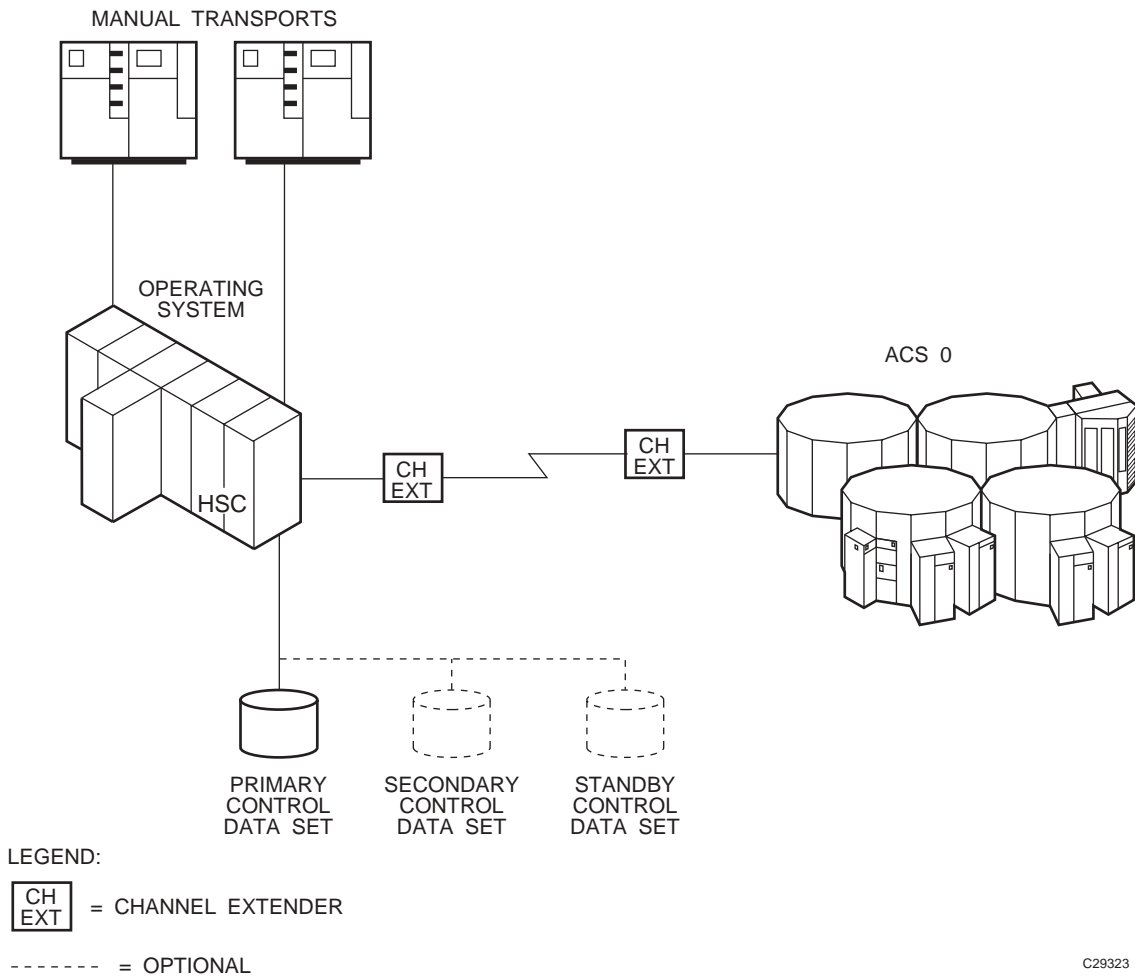 MANUAL TRANSPORTS
OPERATING
SYSTEM
ACS 0
CH
EXT
CH
EXT
HSC
PRIMARY
CONTROL
DATA SET
SECONDARY
CONTROL
DATA SET
STANDBY
CONTROL
DATA SET
LEGEND:
CH
EXT
= CHANNEL EXTENDER
= OPTIONAL
C29323